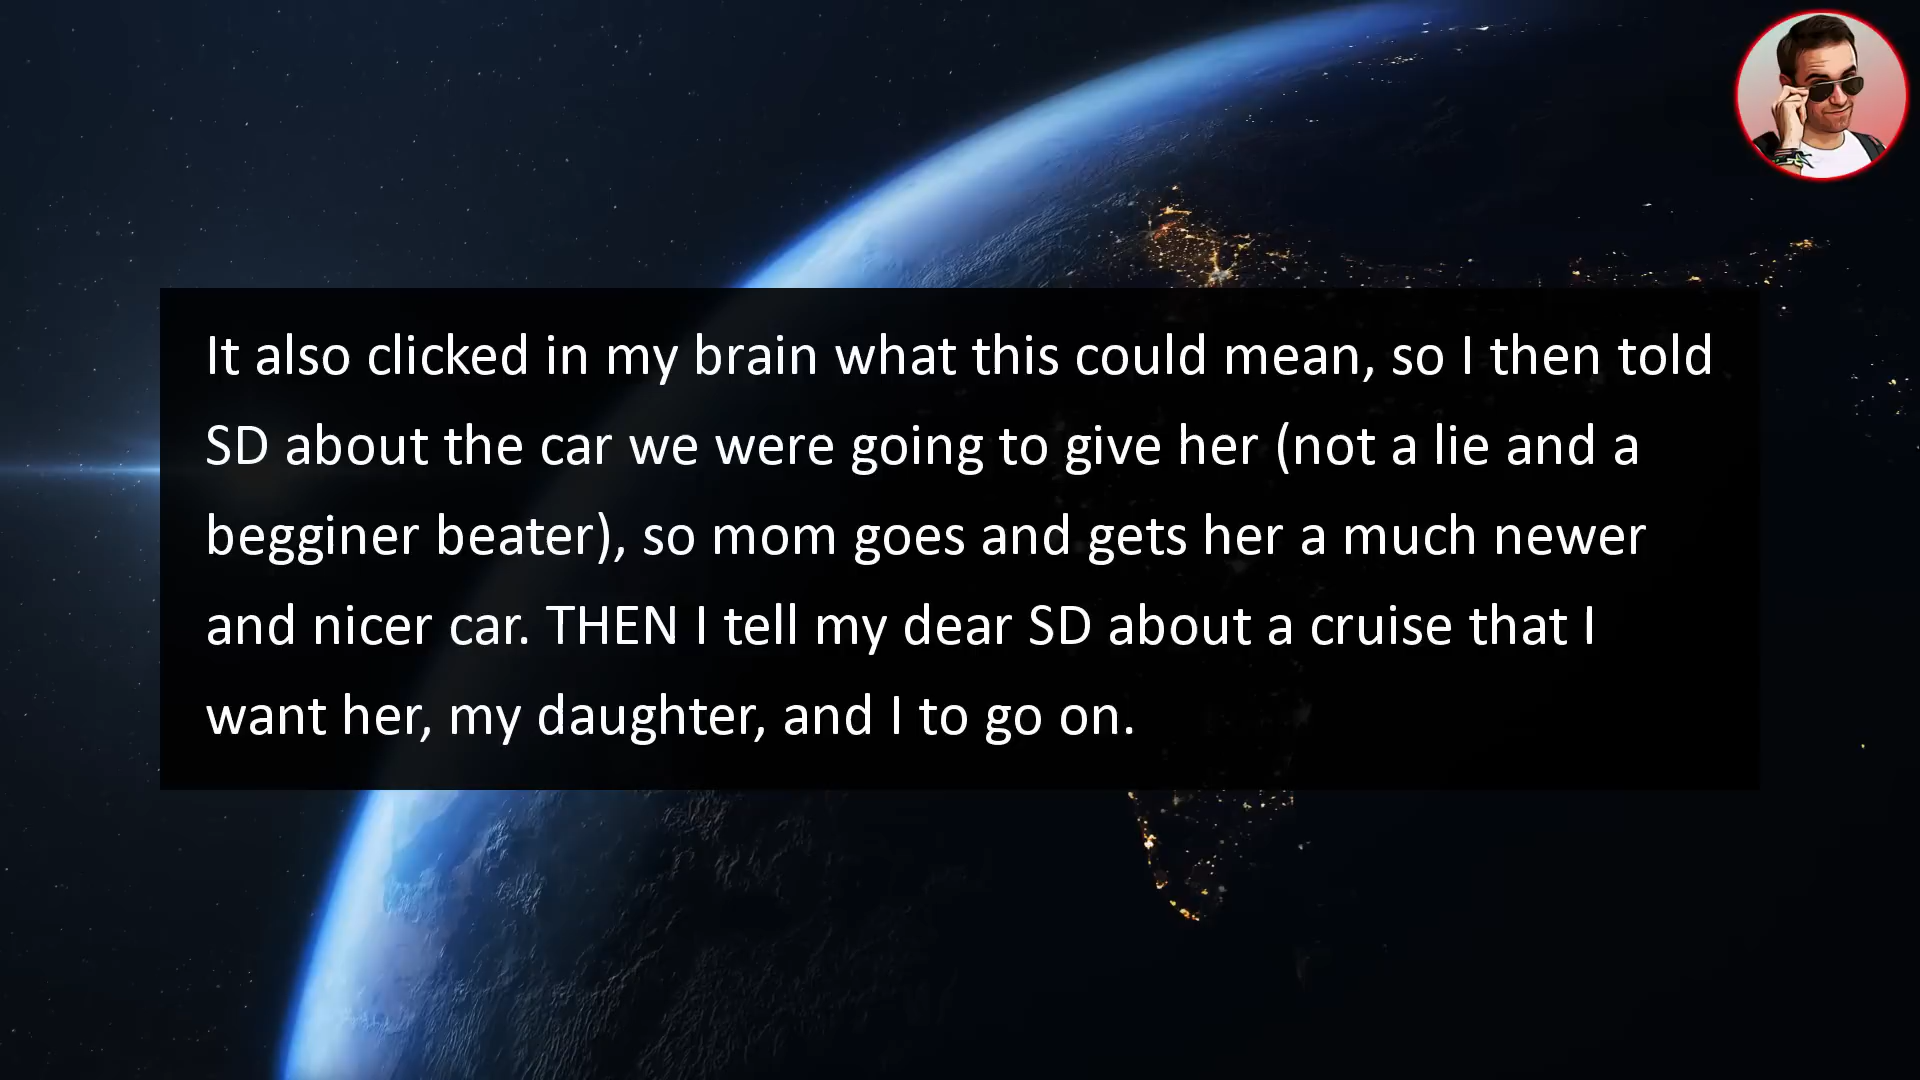 It also clicked in my brain what this could mean, so I then told
SD about the car we were going to give her (not a lie and a
begginer beater), so mom goes and gets her a much newer
and nicer car. THEN I tell my dear SD about a cruise that I
want her, my daughter, and I to go on.